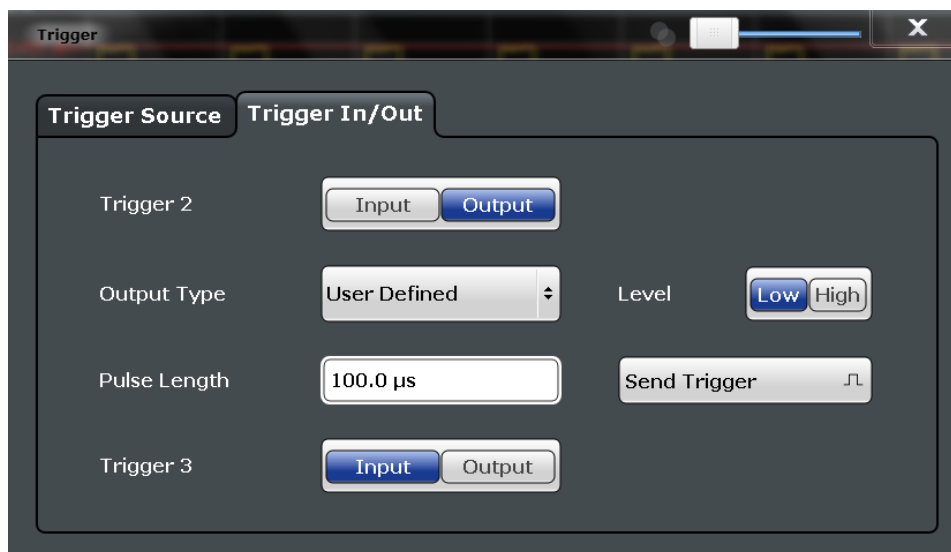 Trigger
X
Trigger Source
Trigger In/Out
Trigger 2
Input
Output
Output Type
User Defined
Level
Low
High
Pulse Length
100.0 µs
Send Trigger
Trigger 3
Input
Output